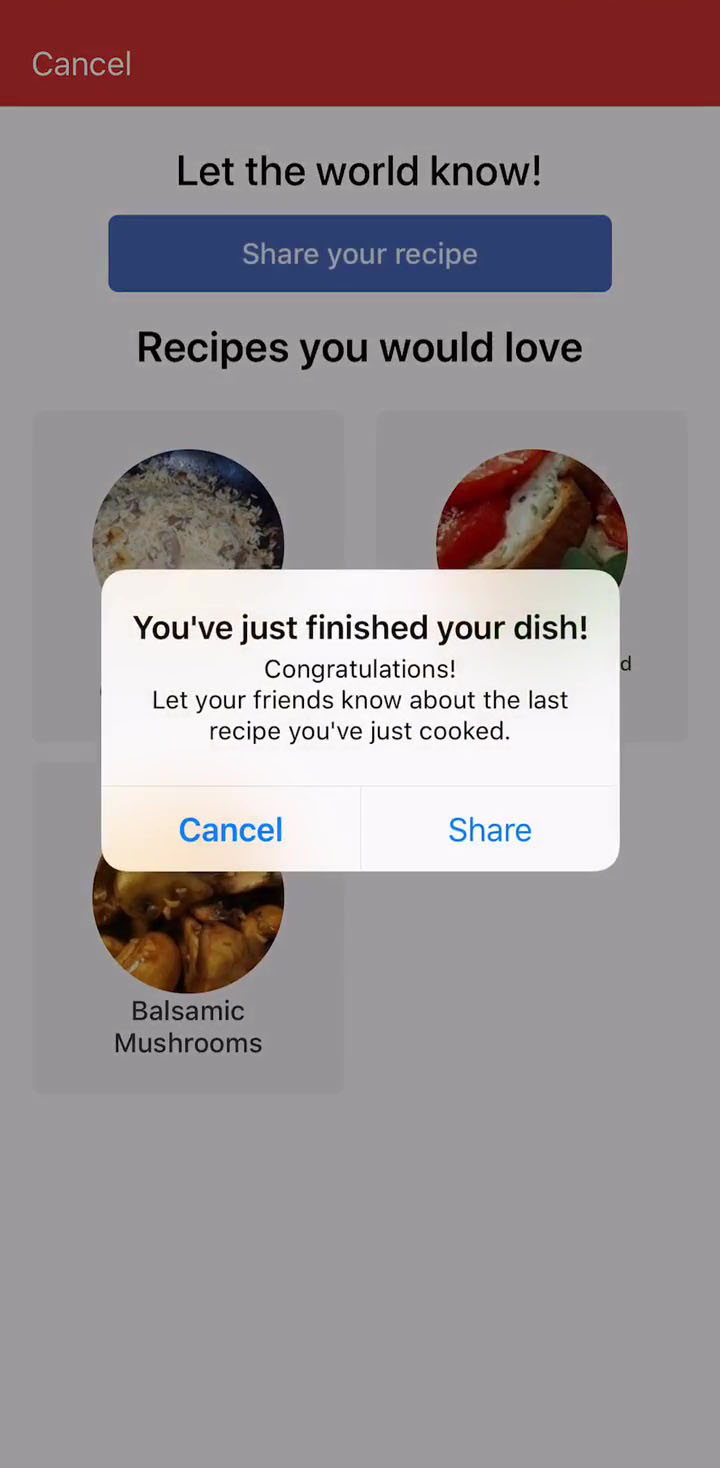 Cancel
Let the world know!
Share your recipe
Recipes you would love
You've just finished your dish!
Congratulations!
Let your friends know about the last
recipe you've just cooked.
Cancel
Share
Balsamic
Mushrooms